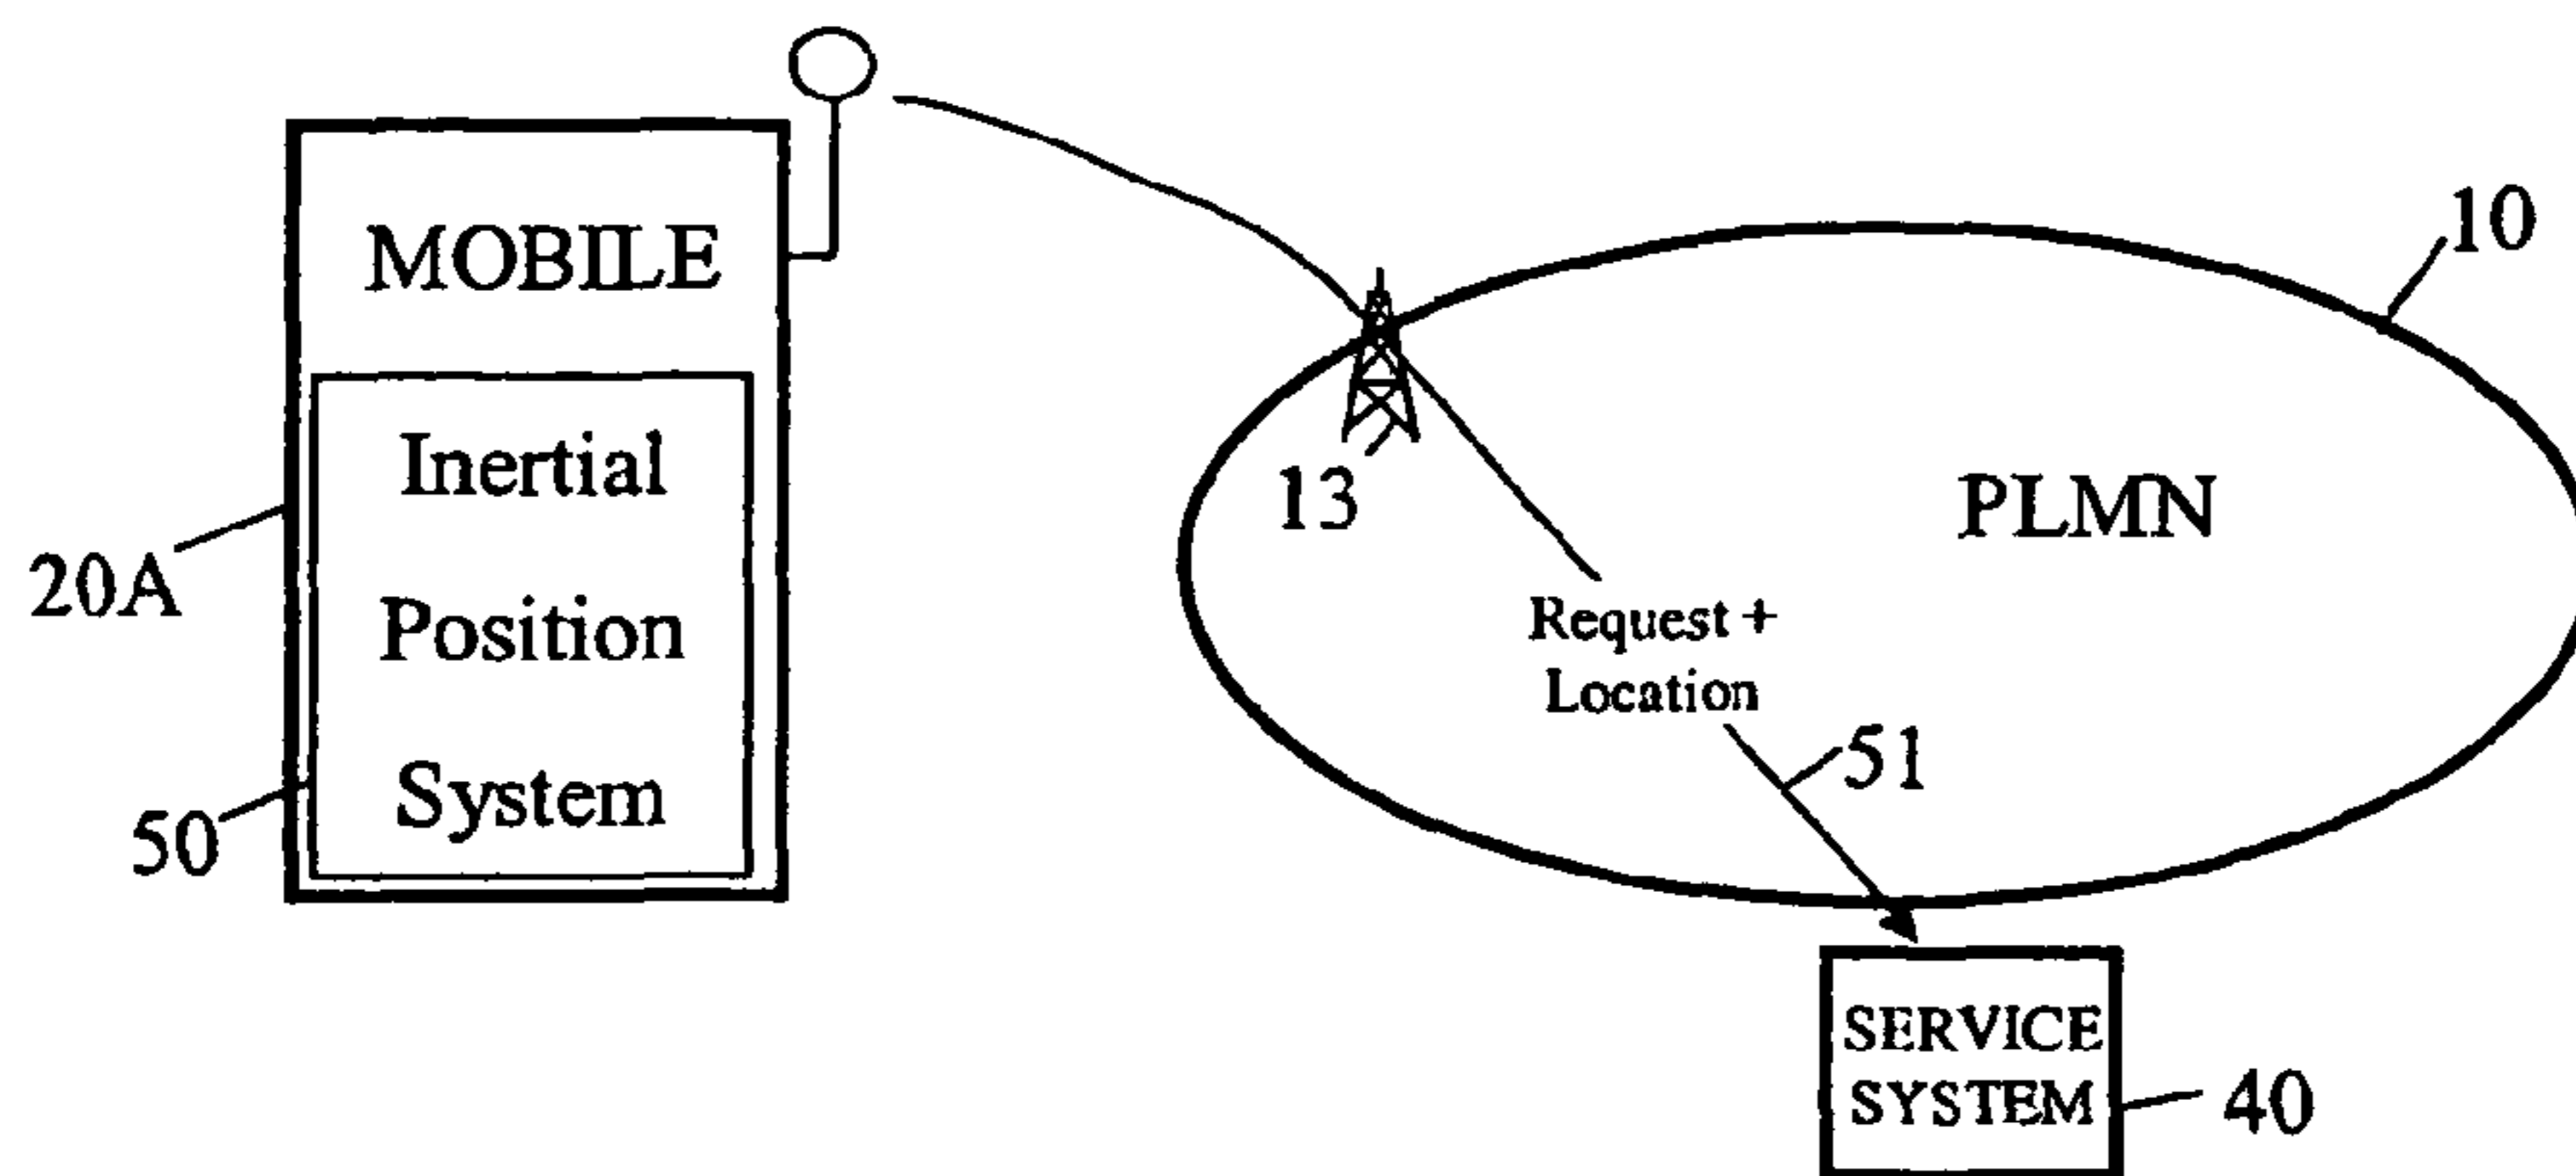 MOBILE
Inertial
Position
System
20A
50
13
10
PLMN
Request +
Location
51
SERVICE
SYSTEM
40